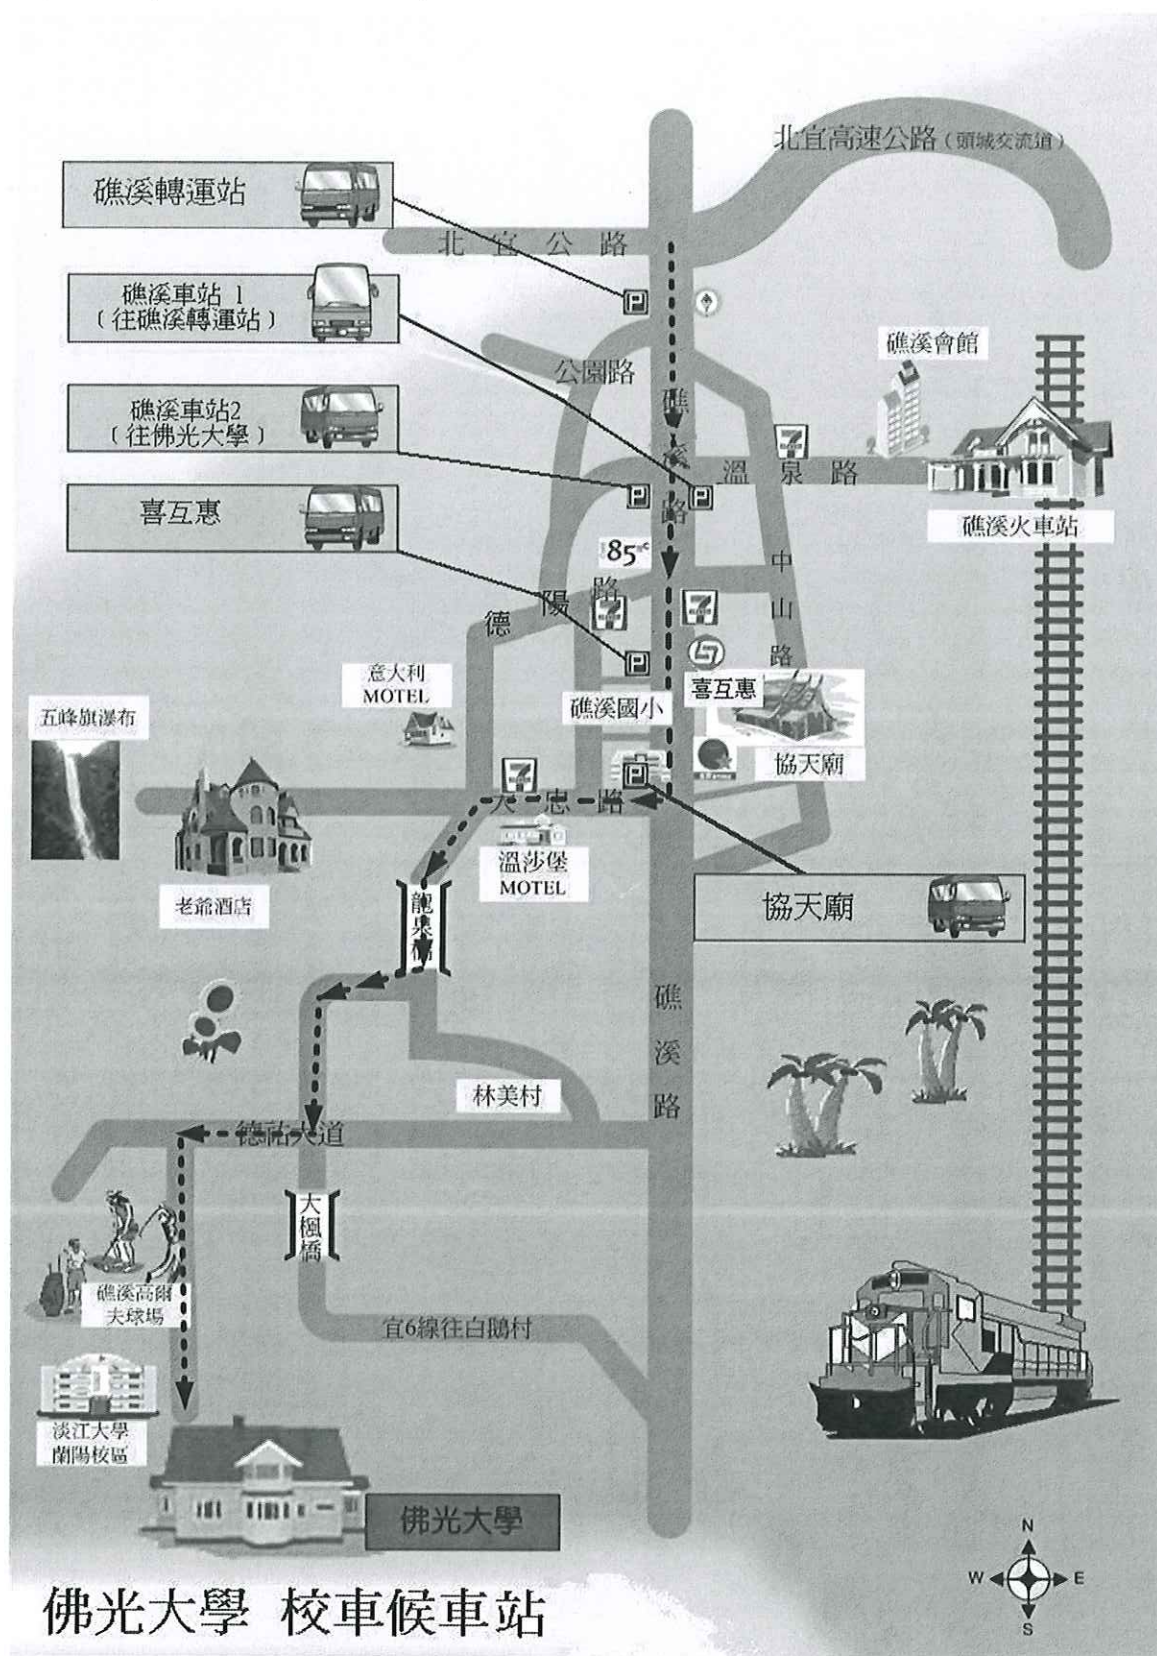 北宜高速公路(頭城交流道)
礁溪轉運站
北宜公路
礁溪車站 1
(往礁溪轉運站)
礁溪會館
公園路
礁溪車站2
(往佛光大學)
礁溪路
溫泉路
喜互惠
礁溪火車站
85°C
中山路
德陽路
7
ELEVEN
7
ELEVEN
7
意大利
MOTEL
喜互惠
礁溪國小
五峰旗瀑布
協天廟
7
ELEVEN
大忠路
溫莎堡
MOTEL
老爺酒店
龍泉橋
協天廟
礁溪路
林美村
德祐大道
大楓橋
礁溪高爾
夫球場
宜6線往白鵝村
淡江大學
蘭陽校區
佛光大學
N
W
E
S
佛光大學 校車候車站